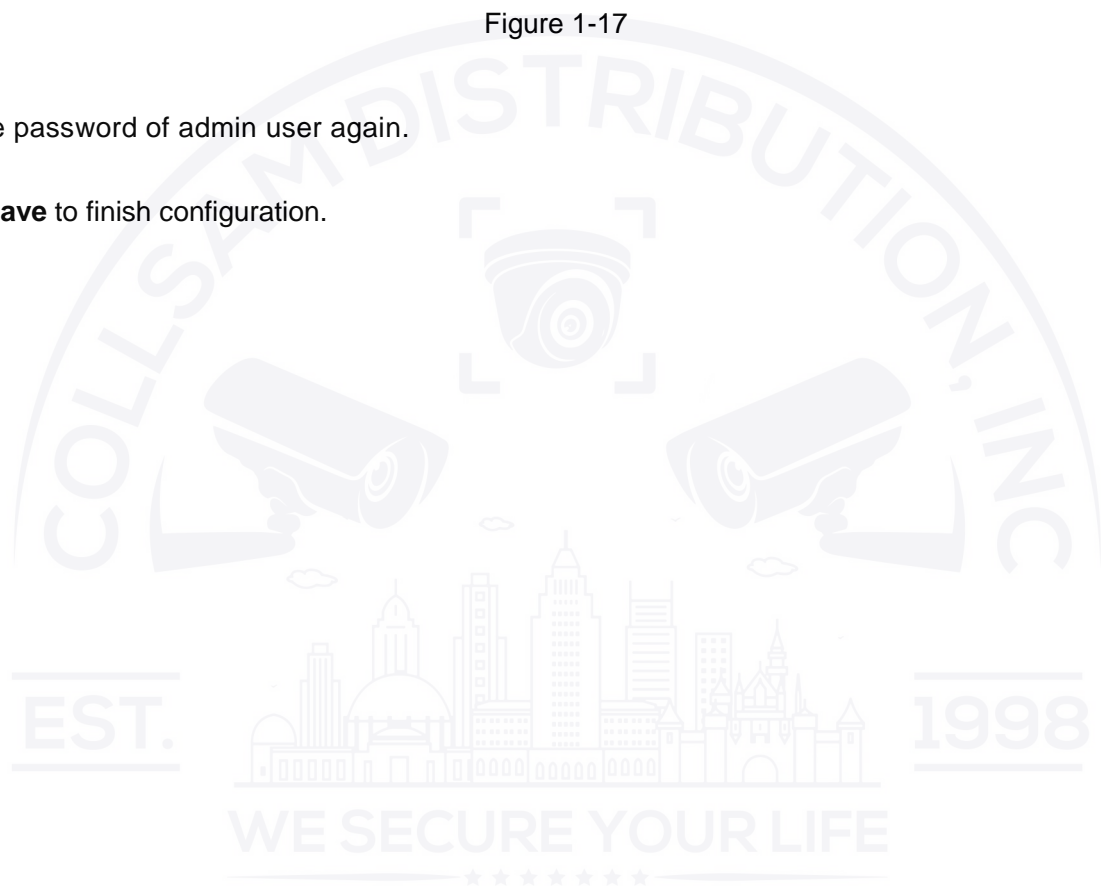 Figure 1-17
e password of admin user again.
ave to finish configuration.
COLLSAM DISTRIBUTION, INC
EST.
1998
WE SECURE YOUR LIFE